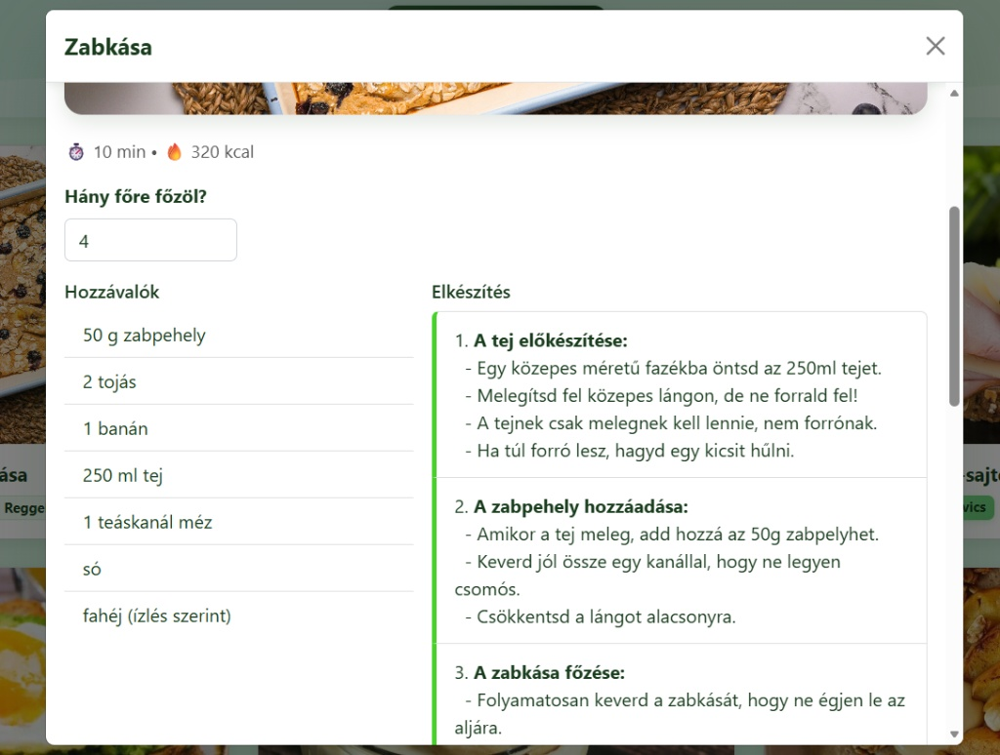 Zabkása
10 min • 320 kcal
Hány főre főzöl?
4
Hozzávalók
50 g zabpehely
2 tojás
1 banán
250 ml tej
1 teáskanál méz
só
fahéj (ízlés szerint)
Elkészítés
1. A tej előkészítése:
- Egy közepes méretű fazékba öntsd az 250ml tejet.
- Melegítsd fel közepes lángon, de ne forrald fel!
- A tejnek csak melegnek kell lennie, nem forrónak.
- Ha túl forró lesz, hagyd egy kicsit hűlni.
2. A zabpehely hozzáadása:
- Amikor a tej meleg, add hozzá az 50g zabpelyhet.
- Keverd jól össze egy kanállal, hogy ne legyen
csomós.
- Csökkentsd a lángot alacsonyra.
3. A zabkása főzése:
- Folyamatosan keverd a zabkását, hogy ne égjen le az
aljára.
ása
Regge
-sajto
vics